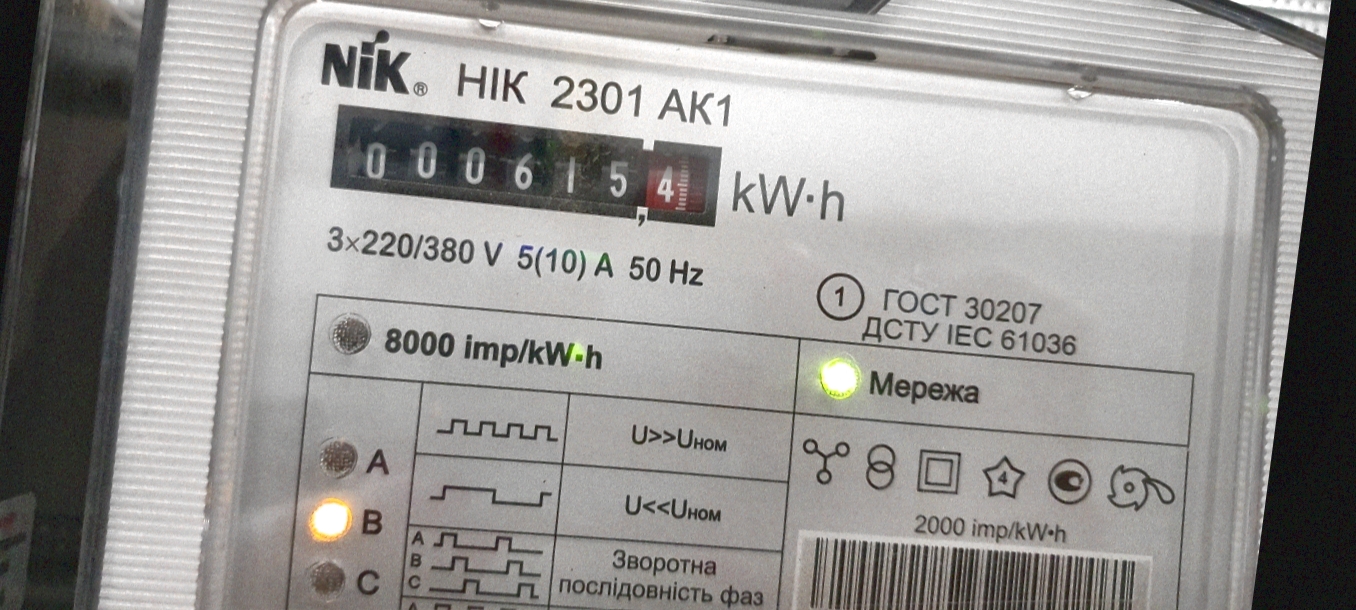 NiK® НІК 2301 АК1
0 0 0 6 1 5 , 4 kW·h
3×220/380 V 5(10) A 50 Hz
1 ГОСТ 30207
ДСТУ IEC 61036
8000 imp/kW·h
Мережа
A
U>>Uном
B
U<<Uном
4
2000 imp/kW·h
C
A
B
C
Зворотна
послідовність фаз
A